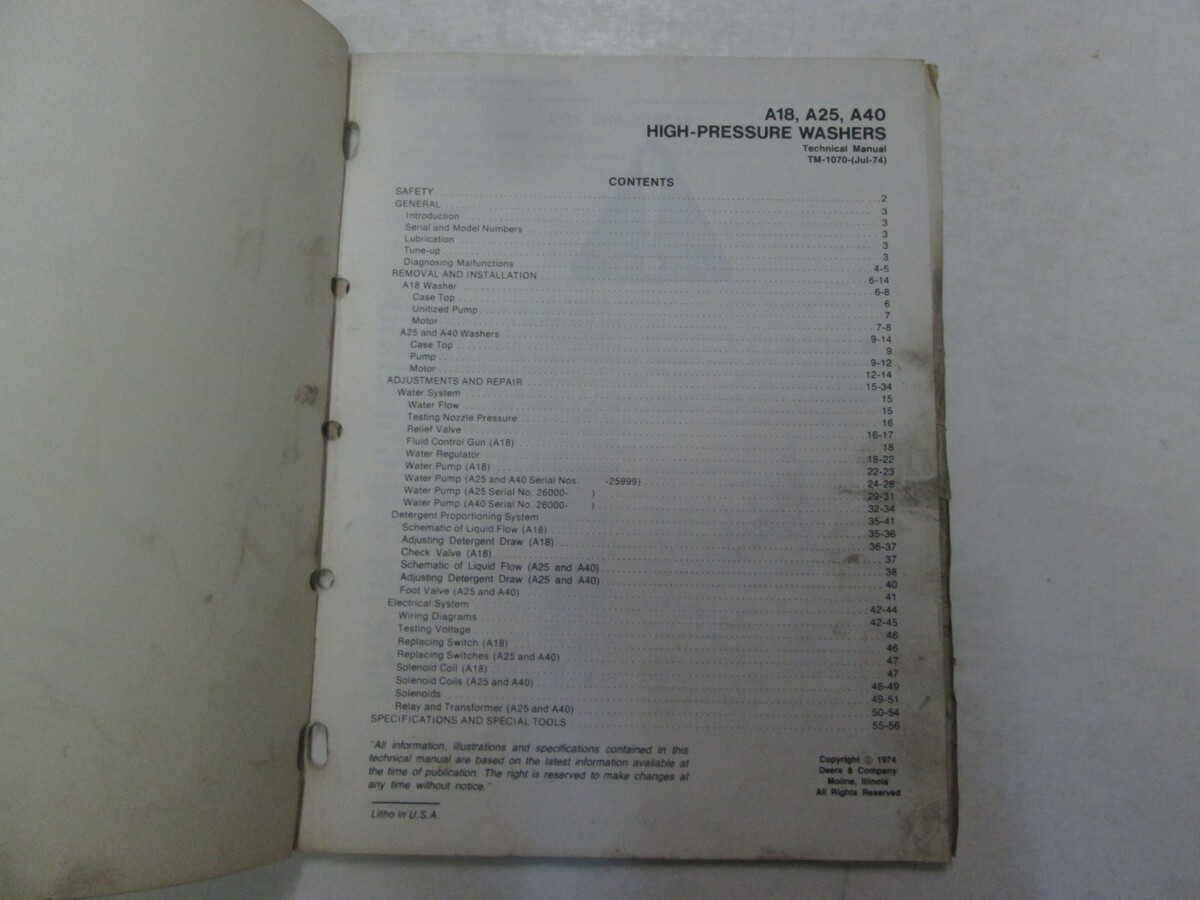 A18, A25, A40
HIGH-PRESSURE WASHERS
Technical Manual
TM-1070-(Jul-74)
CONTENTS
SAFETY 2
GENERAL 3
Introduction 3
Serial and Model Numbers 3
Lubrication 3
Tune-up 3
Diagnosing Malfunctions 4-5
REMOVAL AND INSTALLATION 6-14
A18 Washer 6-8
Case Top 6
Unitized Pump 7
Motor 7-8
A25 and A40 Washers 9-14
Case Top 9
Pump 9-12
Motor 12-14
ADJUSTMENTS AND REPAIR 15-34
Water System 15
Water Flow 15
Testing Nozzle Pressure 16
Relief Valve 16-17
Fluid Control Gun (A18) 18
Water Regulator 18-22
Water Pump (A18) 22-23
Water Pump (A25 and A40 Serial Nos -25999) 24-28
Water Pump (A25 Serial No. 26000- ) 29-31
Water Pump (A40 Serial No. 26000- ) 32-34
Detergent Proportioning System 35-41
Schematic of Liquid Flow (A18) 35-36
Adjusting Detergent Draw (A18) 36-37
Check Valve (A18) 37
Schematic of Liquid Flow (A25 and A40) 38
Adjusting Detergent Draw (A25 and A40) 40
Foot Valve (A25 and A40) 41
Electrical System 42-44
Wiring Diagrams 42-45
Testing Voltage 46
Replacing Switch (A18) 46
Replacing Switches (A25 and A40) 47
Solenoid Coil (A18) 47
Solenoid Coils (A25 and A40) 48-49
Solenoids 49-51
Relay and Transformer (A25 and A40) 50-54
SPECIFICATIONS AND SPECIAL TOOLS 55-56
"All information, illustrations and specifications contained in this
technical manual are based on the latest information available at
the time of publication. The right is reserved to make changes at
any time without notice."
Copyright © 1974
Deere & Company
Moline, Illinois
All Rights Reserved
Litho in U.S.A.